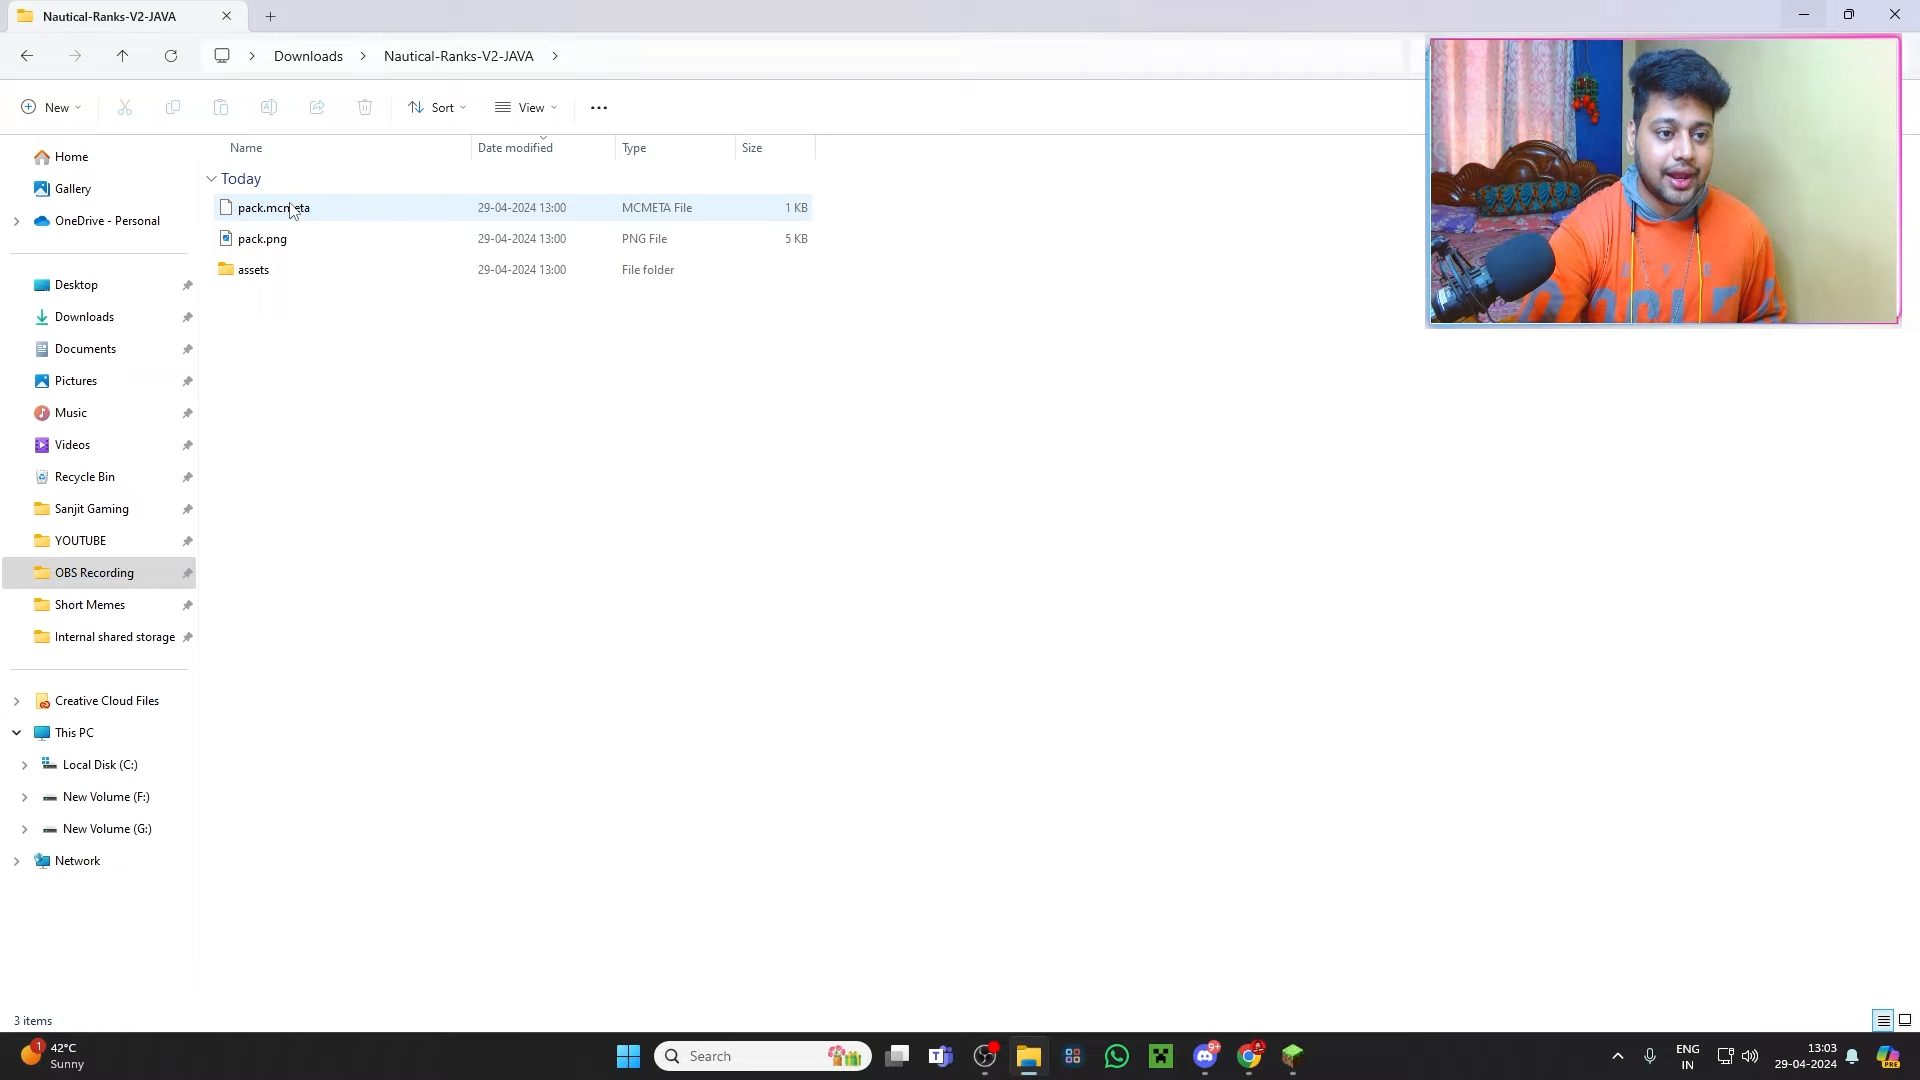 Nautical-Ranks-V2-JAVA
Downloads
Nautical-Ranks-V2-JAVA
New
Sort
View
Name
Date modified
Type
Size
Today
pack.mcmeta 29-04-2024 13:00 MCMETA File 1 KB
pack.png 29-04-2024 13:00 PNG File 5 KB
assets 29-04-2024 13:00 File folder
Home
Gallery
OneDrive - Personal
Desktop
Downloads
Documents
Pictures
Music
Videos
Recycle Bin
Sanjit Gaming
YOUTUBE
OBS Recording
Short Memes
Internal shared storage
Creative Cloud Files
This PC
Local Disk (C:)
New Volume (F:)
New Volume (G:)
Network
3 items
1
42°C
Sunny
Search
9+
ENG
IN
13:03
29-04-2024
PRE